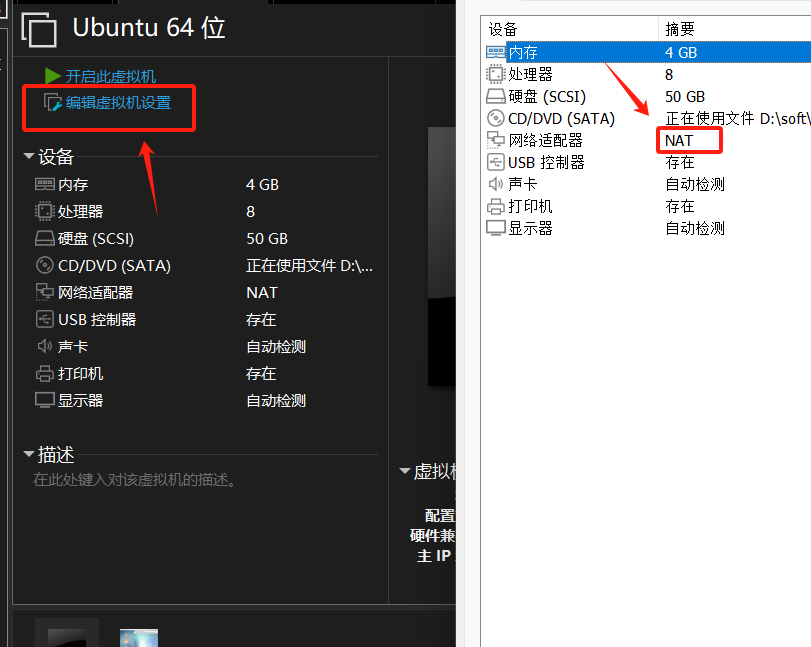 Ubuntu 64 位
开启此虚拟机
编辑虚拟机设置
设备
内存 4 GB
处理器 8
硬盘 (SCSI) 50 GB
CD/DVD (SATA) 正在使用文件 D:\...
网络适配器 NAT
USB 控制器 存在
声卡 自动检测
打印机 存在
显示器 自动检测
描述
在此处键入对该虚拟机的描述。
虚拟机
配置
硬件兼
主 IP
设备 摘要
内存 4 GB
处理器 8
硬盘 (SCSI) 50 GB
CD/DVD (SATA) 正在使用文件 D:\soft\
网络适配器 NAT
USB 控制器 存在
声卡 自动检测
打印机 存在
显示器 自动检测